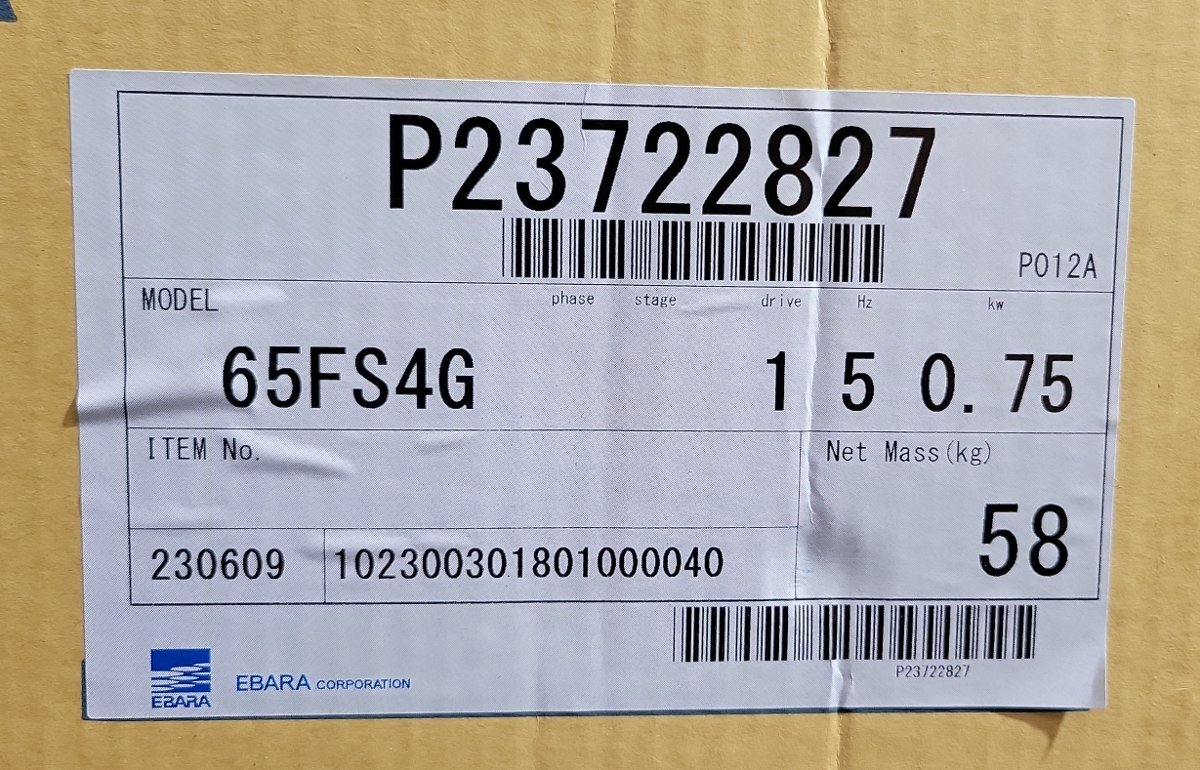 P23722827
P012A
MODEL phase stage drive Hz kw
65FS4G 1 5 0.75
ITEM No. Net Mass(kg)
58
230609 102300301801000040
P23722827
EBARA EBARA CORPORATION